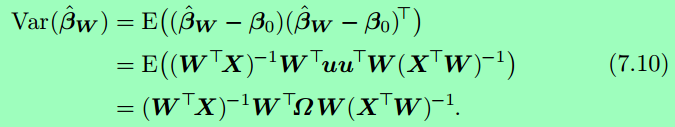 Var(β̂_W) = E((β̂_W − β₀)(β̂_W − β₀)^⊤)
= E((W^⊤X)^−1 W^⊤uu^⊤W(X^⊤W)^−1) (7.10)
= (W^⊤X)^−1 W^⊤ΩW(X^⊤W)^−1.